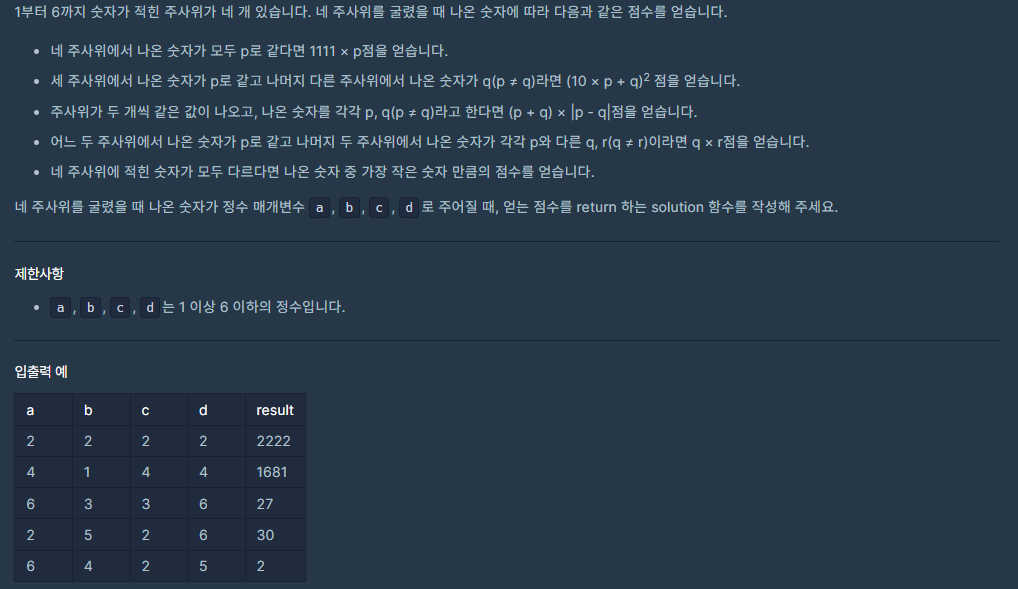 1부터 6까지 숫자가 적힌 주사위가 네 개 있습니다. 네 주사위를 굴렸을 때 나온 숫자에 따라 다음과 같은 점수를 얻습니다.
• 네 주사위에서 나온 숫자가 모두 p로 같다면 1111 × p점을 얻습니다.
• 세 주사위에서 나온 숫자가 p로 같고 나머지 다른 주사위에서 나온 숫자가 q(p ≠ q)라면 (10 × p + q)² 점을 얻습니다.
• 주사위가 두 개씩 같은 값이 나오고, 나온 숫자를 각각 p, q(p ≠ q)라고 한다면 (p + q) × |p - q|점을 얻습니다.
• 어느 두 주사위에서 나온 숫자가 p로 같고 나머지 두 주사위에서 나온 숫자가 각각 p와 다른 q, r(q ≠ r)이라면 q × r점을 얻습니다.
• 네 주사위에 적힌 숫자가 모두 다르다면 나온 숫자 중 가장 작은 숫자 만큼의 점수를 얻습니다.
네 주사위를 굴렸을 때 나온 숫자가 정수 매개변수 a, b, c, d로 주어질 때, 얻는 점수를 return 하는 solution 함수를 작성해 주세요.
제한사항
• a, b, c, d는 1 이상 6 이하의 정수입니다.
입출력 예
a b c d result
2 2 2 2 2222
4 1 4 4 1681
6 3 3 6 27
2 5 2 6 30
6 4 2 5 2